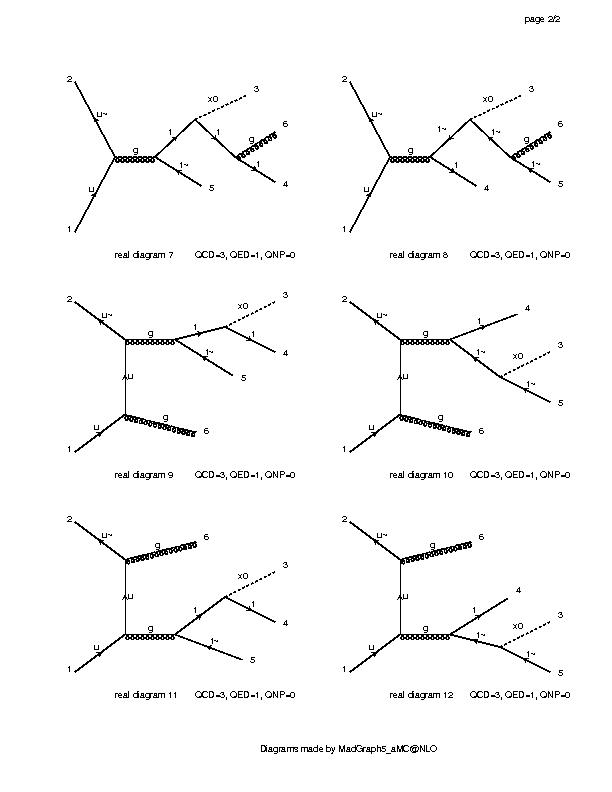 page 2/2
2 u~ g u 1 1 x0 3 1 g 6 1 4 1~ 5
real diagram 7 QCD=3, QED=1, QNP=0
2 u~ g u 1 1~ x0 3 1~ g 6 1~ 5 1 4
real diagram 8 QCD=3, QED=1, QNP=0
2 u~ g 1 x0 3 1 4 1~ 5 u u 1 g 6
real diagram 9 QCD=3, QED=1, QNP=0
2 u~ g 1 4 1~ x0 3 1~ 5 u u 1 g 6
real diagram 10 QCD=3, QED=1, QNP=0
2 u~ g 6 u u 1 g 1 x0 3 1 4 1~ 5
real diagram 11 QCD=3, QED=1, QNP=0
2 u~ g 6 u u 1 g 1 4 1~ x0 3 1~ 5
real diagram 12 QCD=3, QED=1, QNP=0
Diagrams made by MadGraph5_aMC@NLO